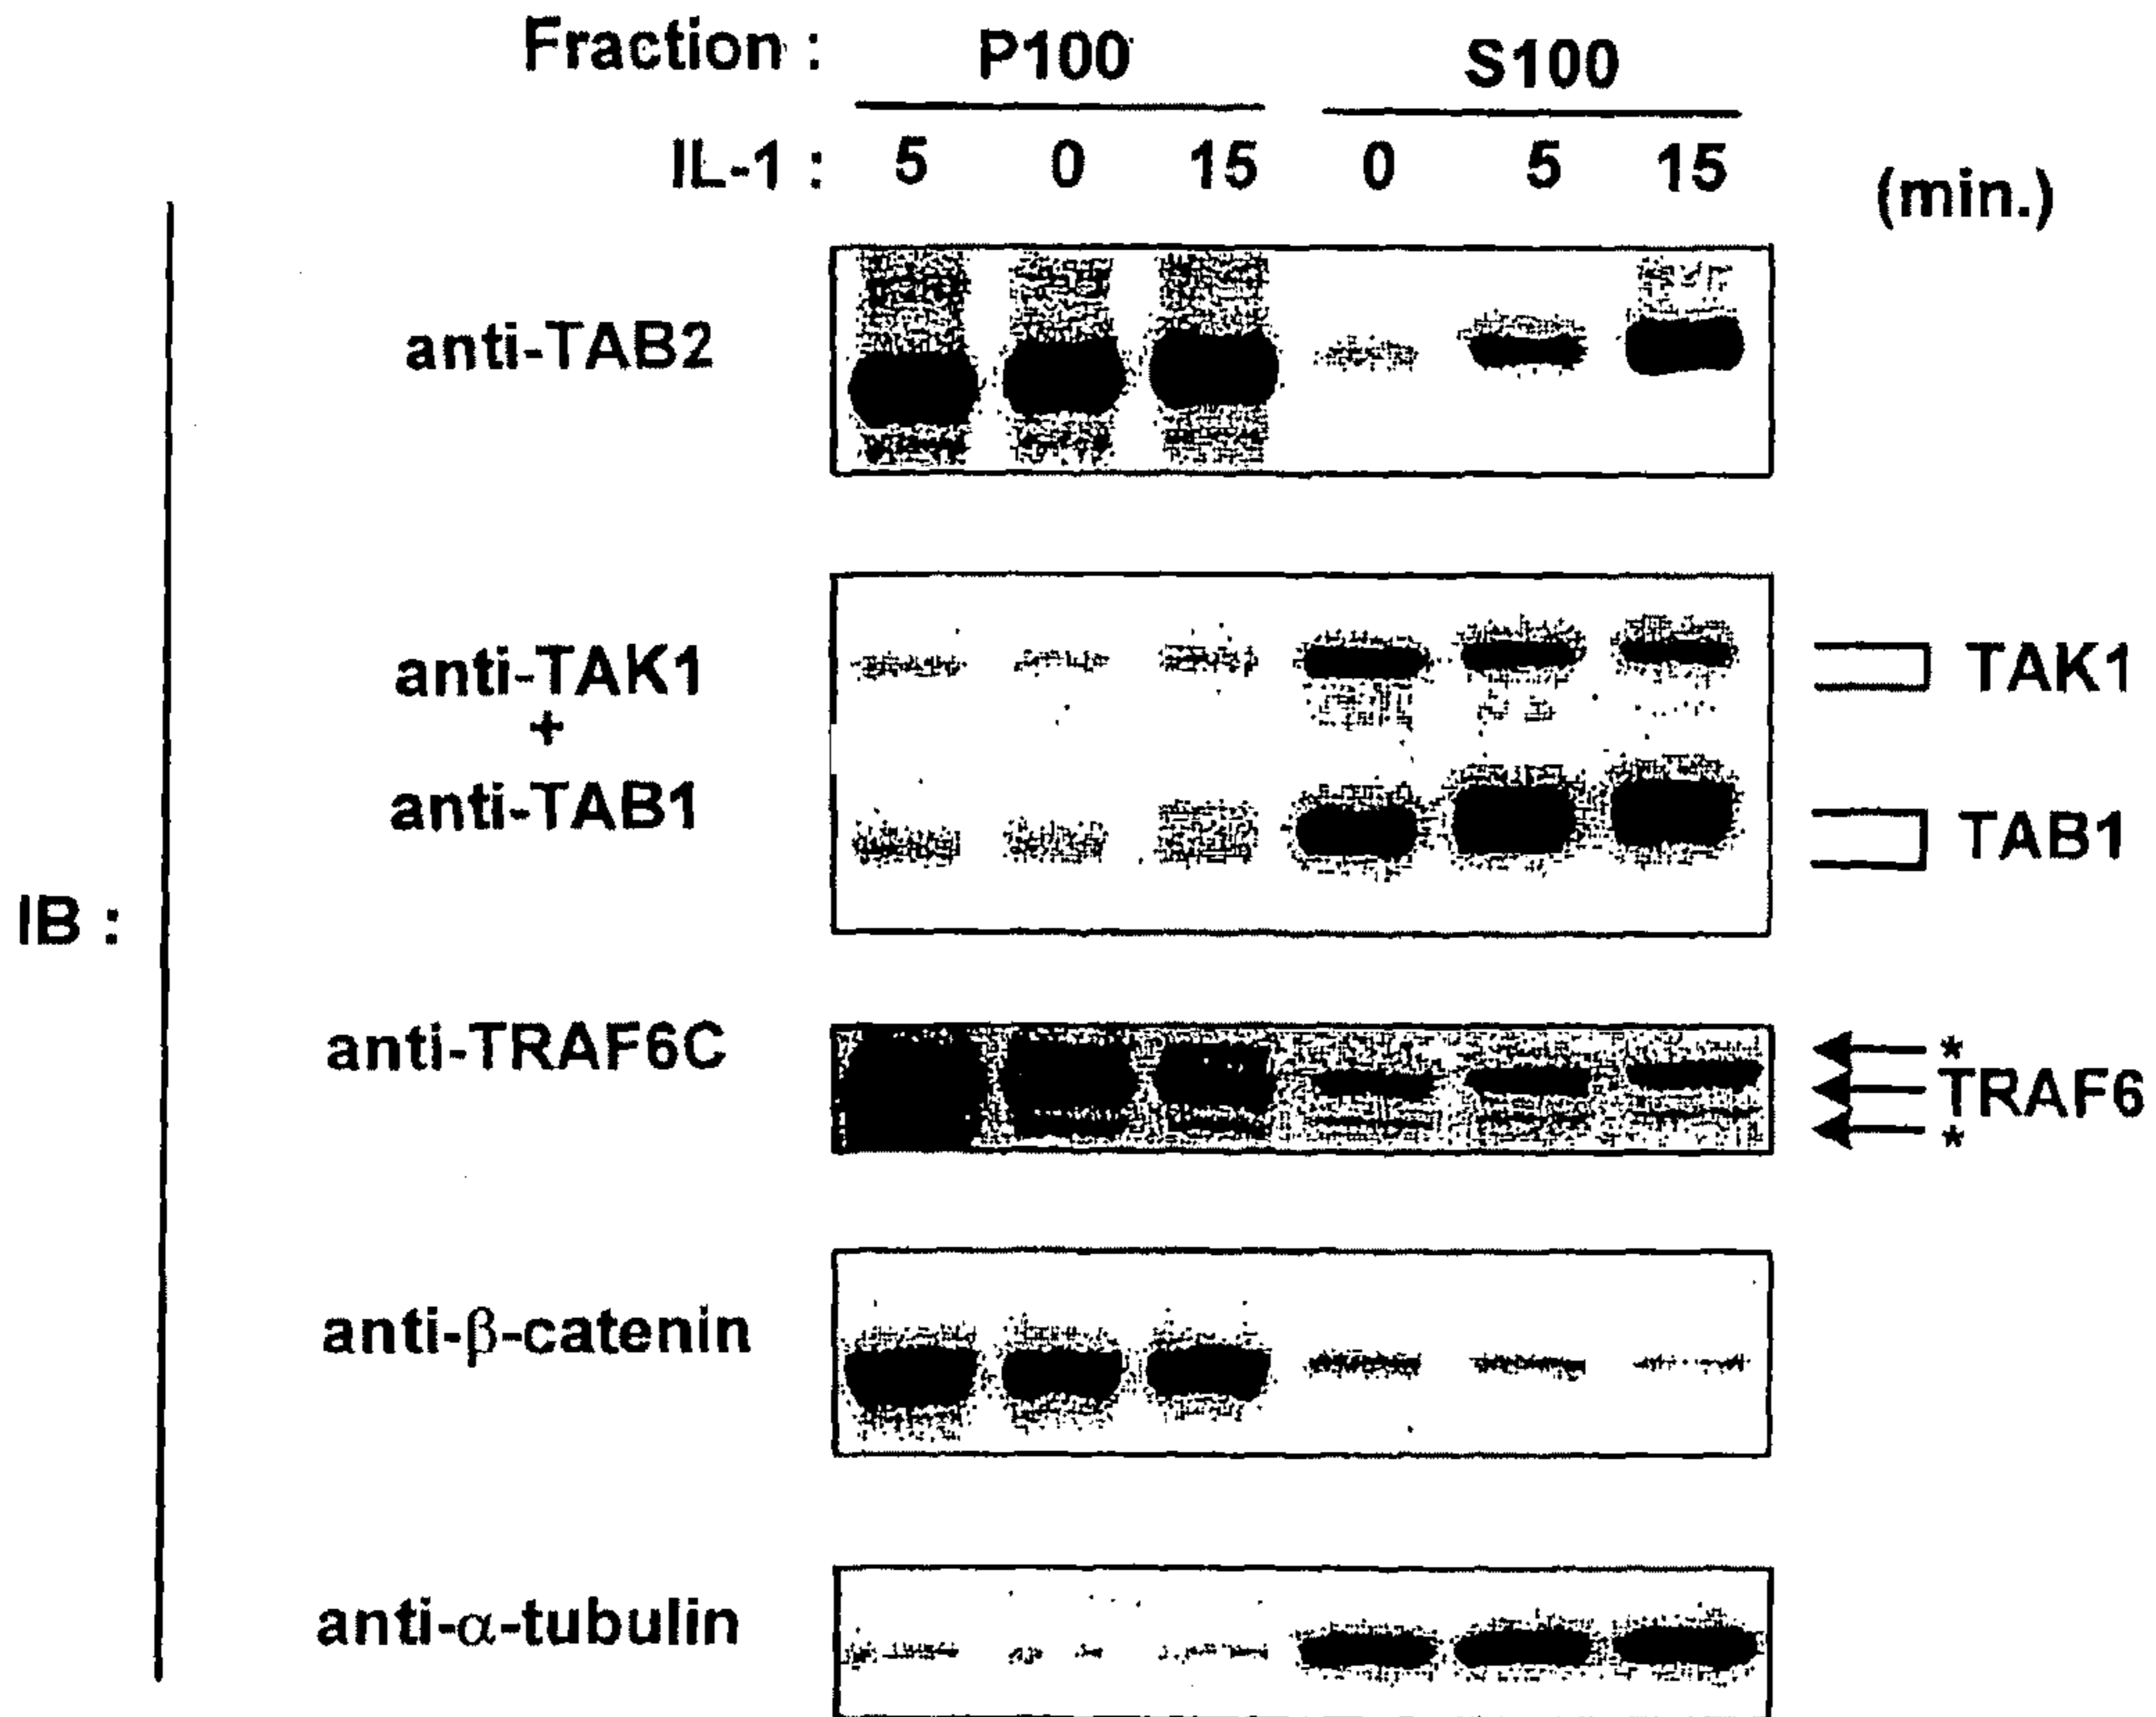 Fraction : P100 S100
IL-1 : 5 0 15 0 5 15 (min.)
anti-TAB2
anti-TAK1 TAK1
+
anti-TAB1 TAB1
IB :
anti-TRAF6C *
TRAF6
*
anti-β-catenin
anti-α-tubulin